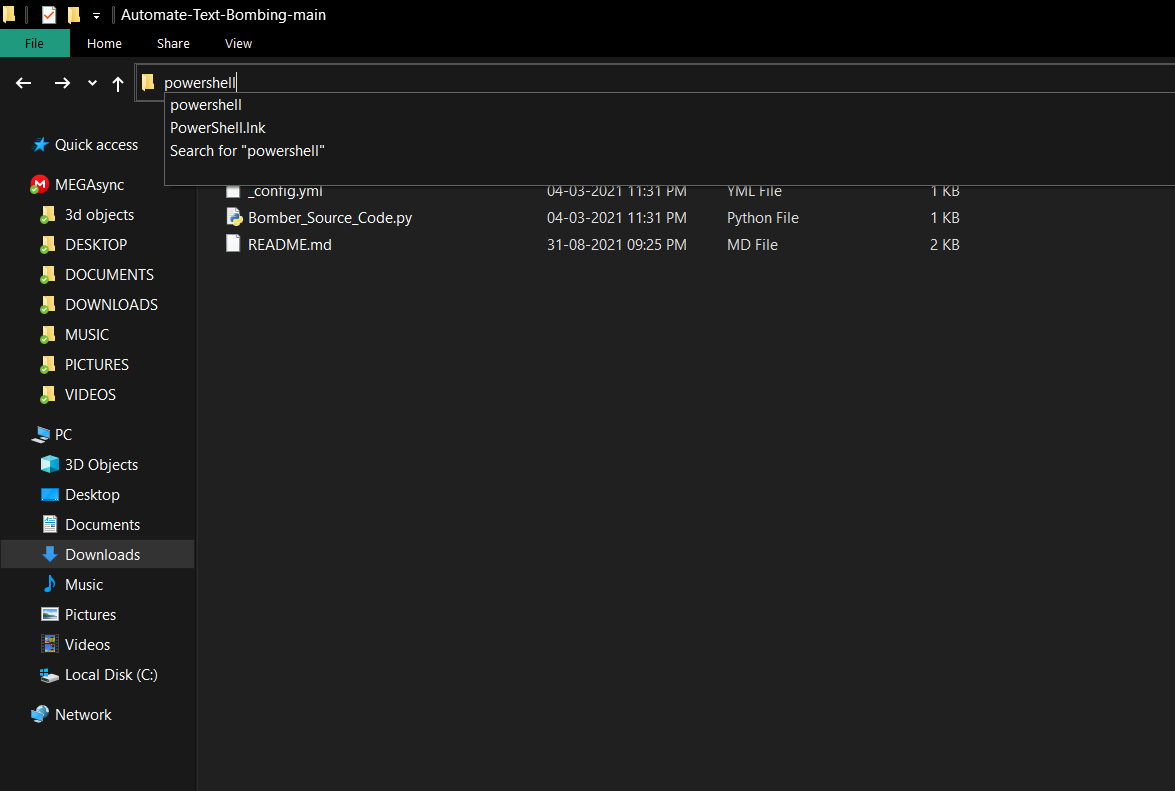 Automate-Text-Bombing-main
File Home Share View
powershell
powershell
PowerShell.lnk
Search for "powershell"
Quick access
MEGAsync
3d objects
DESKTOP
DOCUMENTS
DOWNLOADS
MUSIC
PICTURES
VIDEOS
PC
3D Objects
Desktop
Documents
Downloads
Music
Pictures
Videos
Local Disk (C:)
Network
_config.yml 04-03-2021 11:31 PM YML File 1 KB
Bomber_Source_Code.py 04-03-2021 11:31 PM Python File 1 KB
README.md 31-08-2021 09:25 PM MD File 2 KB